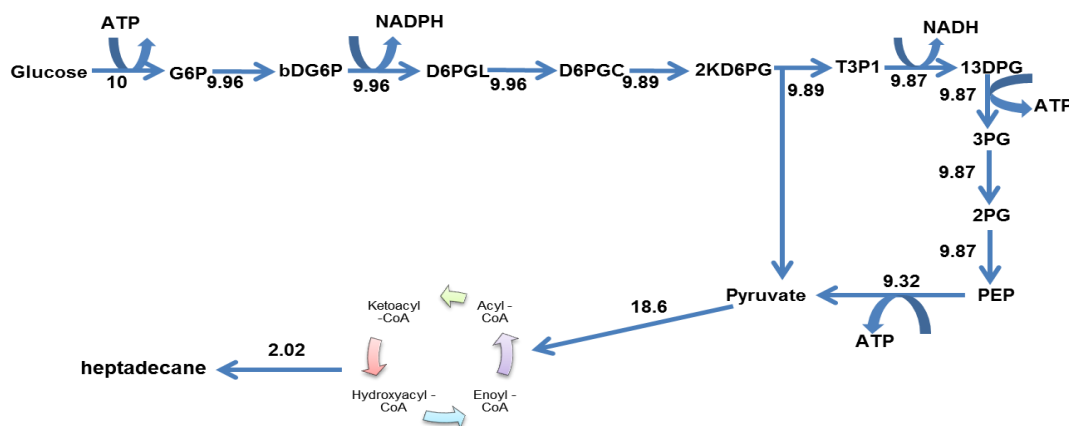 ATP
NADPH
NADH
Glucose
G6P
bDG6P
D6PGL
D6PGC
2KD6PG
T3P1
13DPG
10
9.96
9.96
9.96
9.89
9.89
9.87
9.87
ATP
3PG
9.87
2PG
9.87
Pyruvate
9.32
PEP
ATP
18.6
Ketoacyl
-CoA
Acyl -
CoA
2.02
heptadecane
Hydroxyacyl -
CoA
Enoyl -
CoA